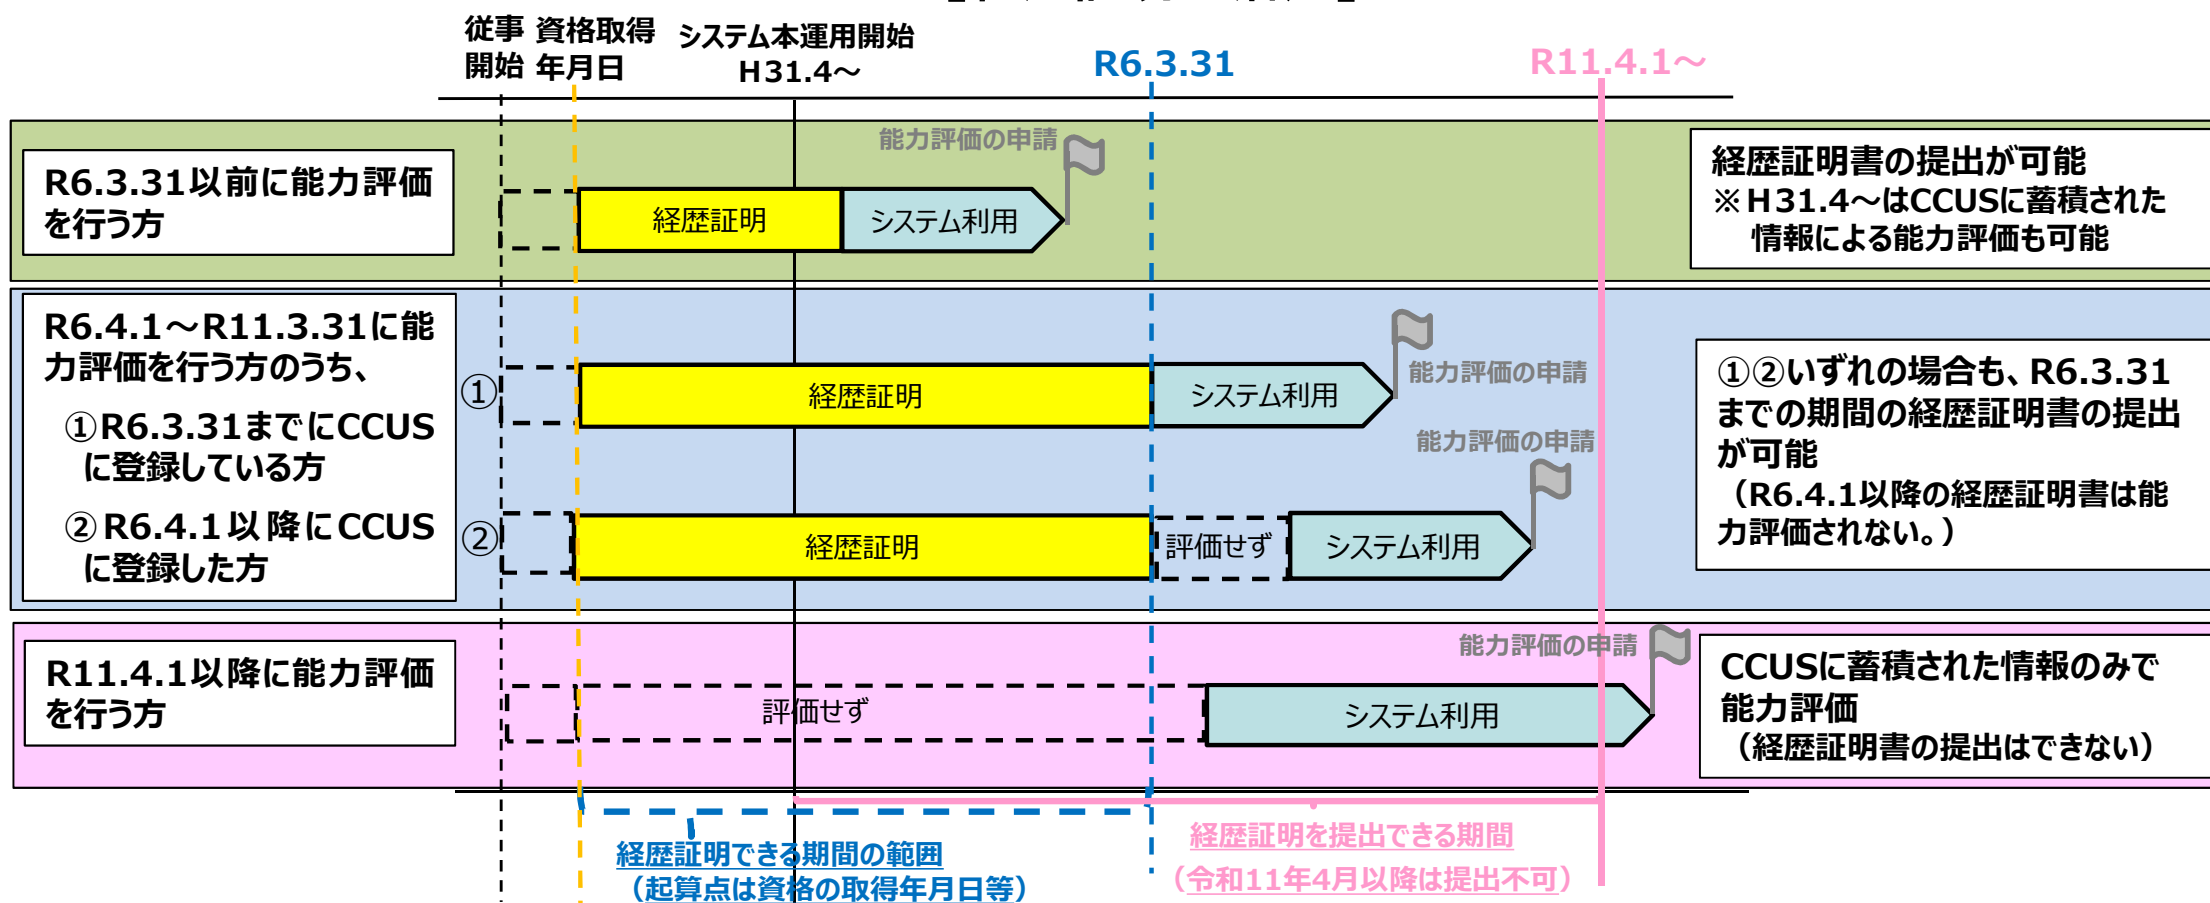 従事
開始
資格取得
年月日
システム本運用開始
H31.4～
R6.3.31
R11.4.1～
R6.3.31以前に能力評価
を行う方
経歴証明
システム利用
能力評価の申請
経歴証明書の提出が可能
※H31.4～はCCUSに蓄積された
情報による能力評価も可能
R6.4.1～R11.3.31に能
力評価を行う方のうち、
①R6.3.31までにCCUS
に登録している方
②R6.4.1以降にCCUS
に登録した方
①
経歴証明
システム利用
能力評価の申請
②
経歴証明
評価せず
システム利用
能力評価の申請
①②いずれの場合も、R6.3.31
までの期間の経歴証明書の提出
が可能
（R6.4.1以降の経歴証明書は能
力評価されない。）
R11.4.1以降に能力評価
を行う方
評価せず
システム利用
能力評価の申請
CCUSに蓄積された情報のみで
能力評価
（経歴証明書の提出はできない）
経歴証明できる期間の範囲
（起算点は資格の取得年月日等）
経歴証明を提出できる期間
（令和11年4月以降は提出不可）